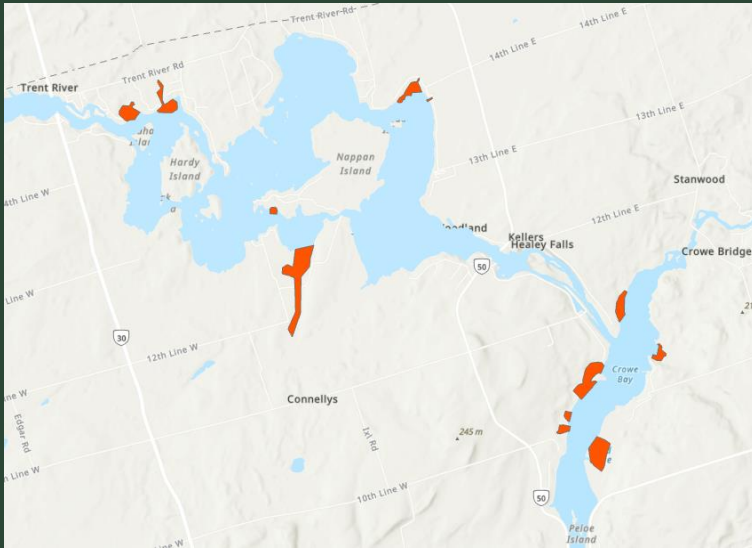 Trent River Rd
14th Line E
14th Line E
Trent River Rd
Trent River
13th Line E
Nappan
Island
Hardy
Island
13th Line E
Stanwood
4th Line W
12th Line E
Kellers
Healey Falls
Crowe Bridge
50
30
12th Line W
Crowe
Bay
Connellys
Edgar Rd
Ixl Rd
245 m
10th Line W
50
Peloe
Island